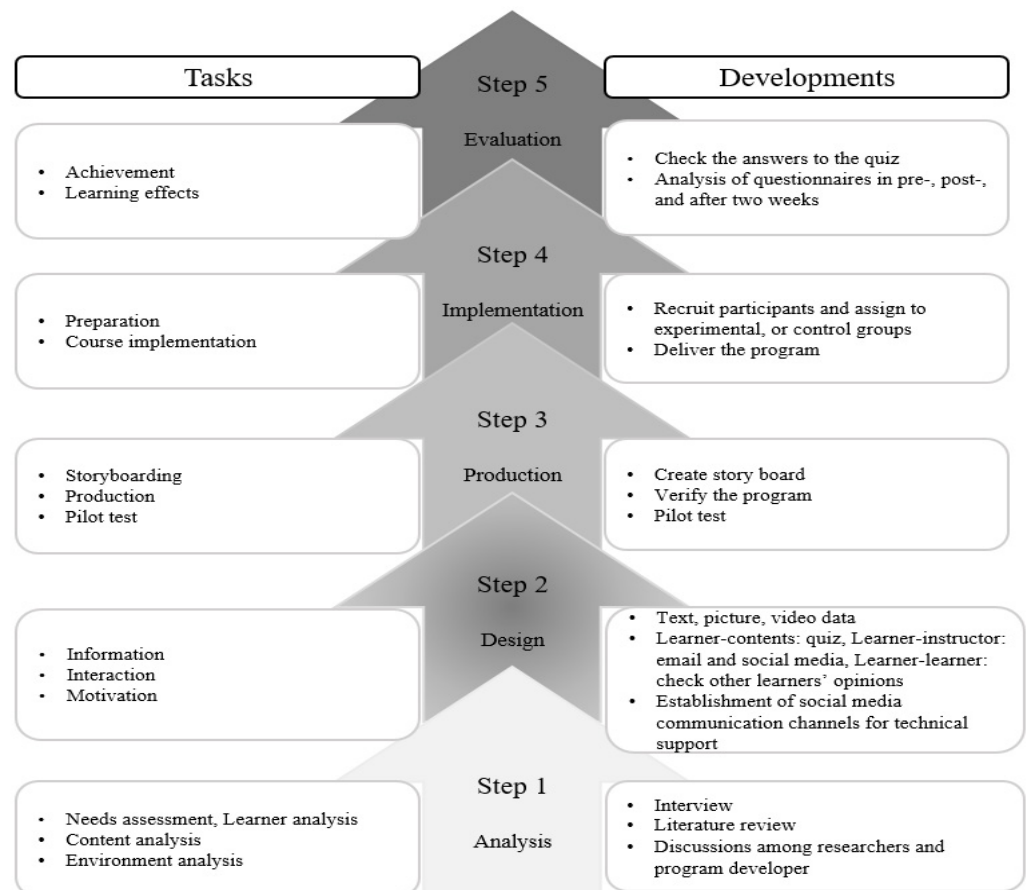 Tasks
Developments
Step 5
Evaluation
• Achievement
• Learning effects
• Check the answers to the quiz
• Analysis of questionnaires in pre-, post-,
and after two weeks
Step 4
Implementation
• Preparation
• Course implementation
• Recruit participants and assign to
experimental, or control groups
• Deliver the program
Step 3
Production
• Storyboarding
• Production
• Pilot test
• Create story board
• Verify the program
• Pilot test
Step 2
Design
• Information
• Interaction
• Motivation
• Text, picture, video data
• Learner-contents: quiz, Learner-instructor:
email and social media, Learner-learner:
check other learners’ opinions
• Establishment of social media
communication channels for technical
support
Step 1
Analysis
• Needs assessment, Learner analysis
• Content analysis
• Environment analysis
• Interview
• Literature review
• Discussions among researchers and
program developer